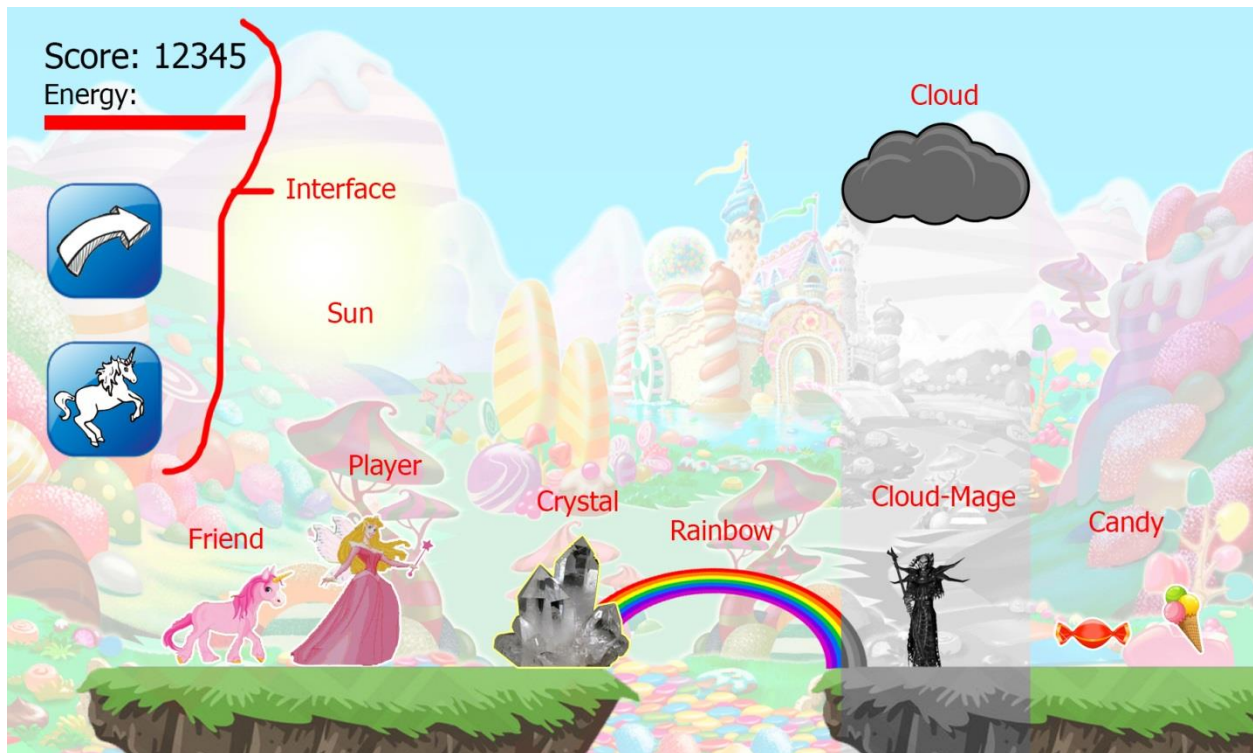 Score: 12345
Energy:
Cloud
Interface
Sun
Player
Crystal
Cloud-Mage
Candy
Friend
Rainbow